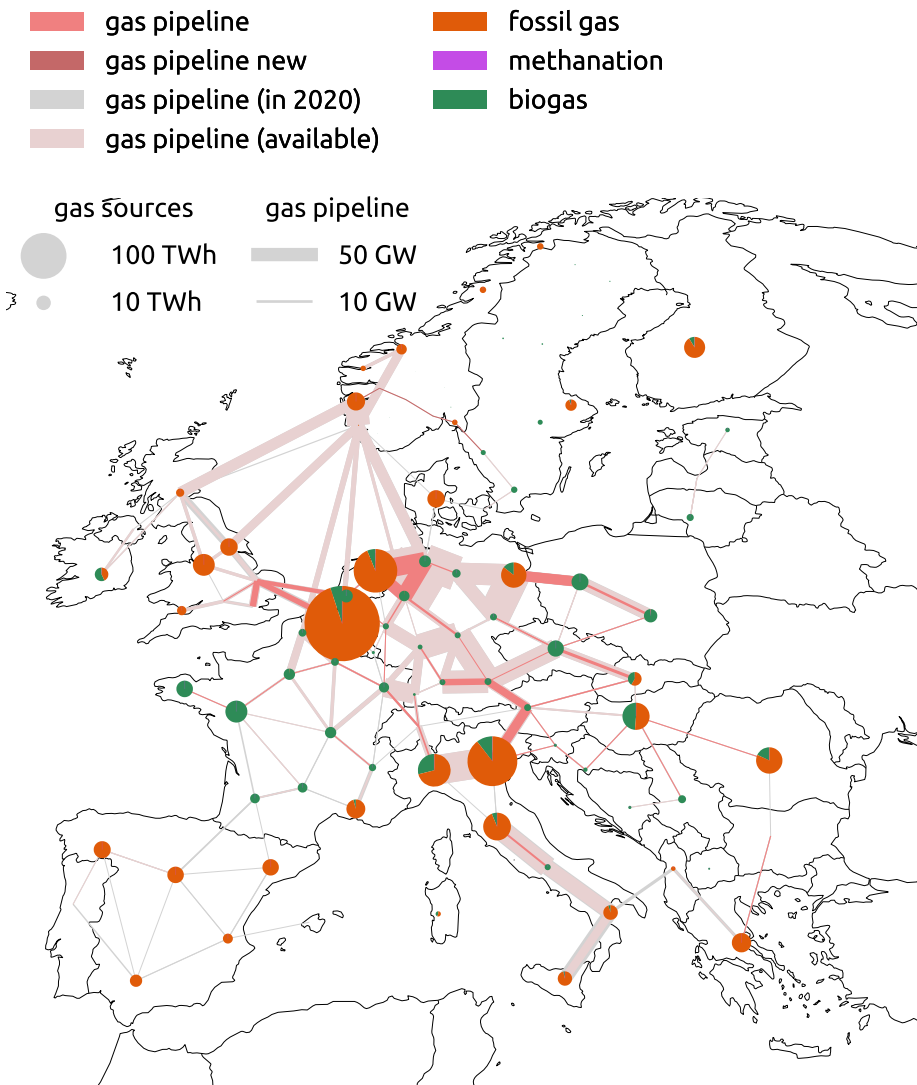 gas pipeline
fossil gas
gas pipeline new
methanation
gas pipeline (in 2020)
biogas
gas pipeline (available)
gas sources
gas pipeline
100 TWh
50 GW
10 TWh
10 GW